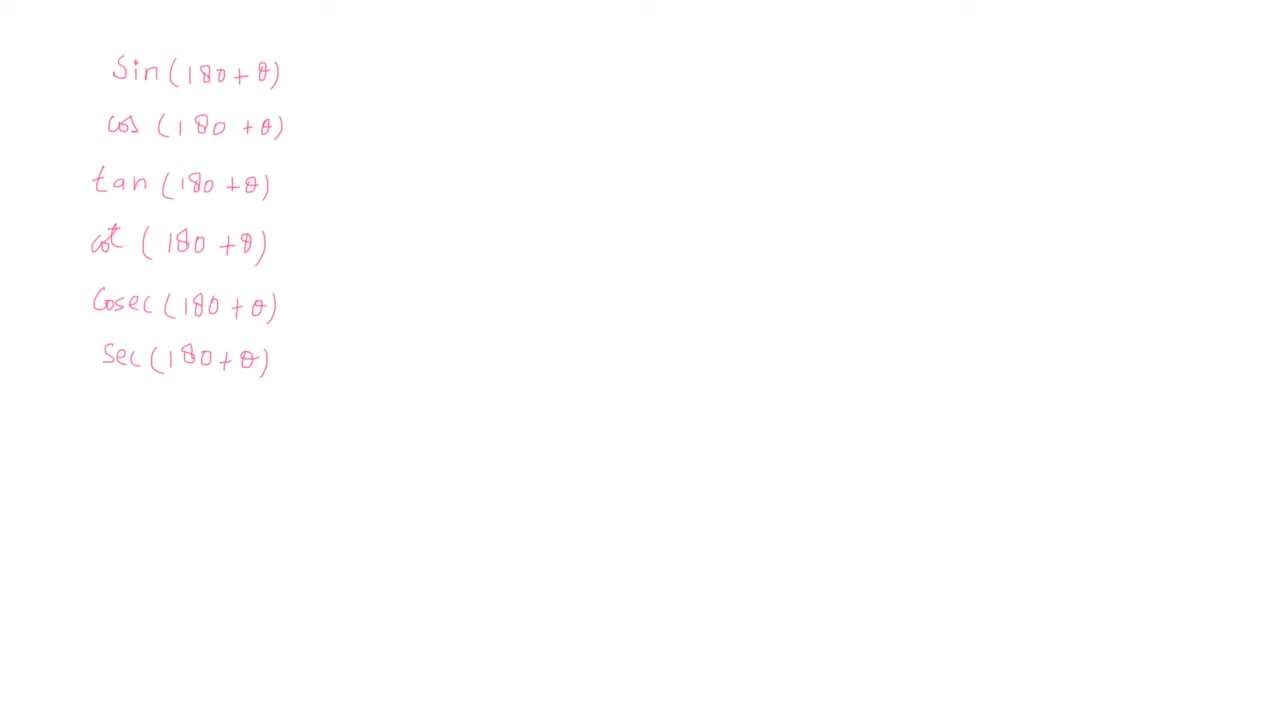 Sin (180 + θ)
cos (180 + θ)
tan (180 + θ)
cot (180 + θ)
Cosec (180 + θ)
Sec (180 + θ)